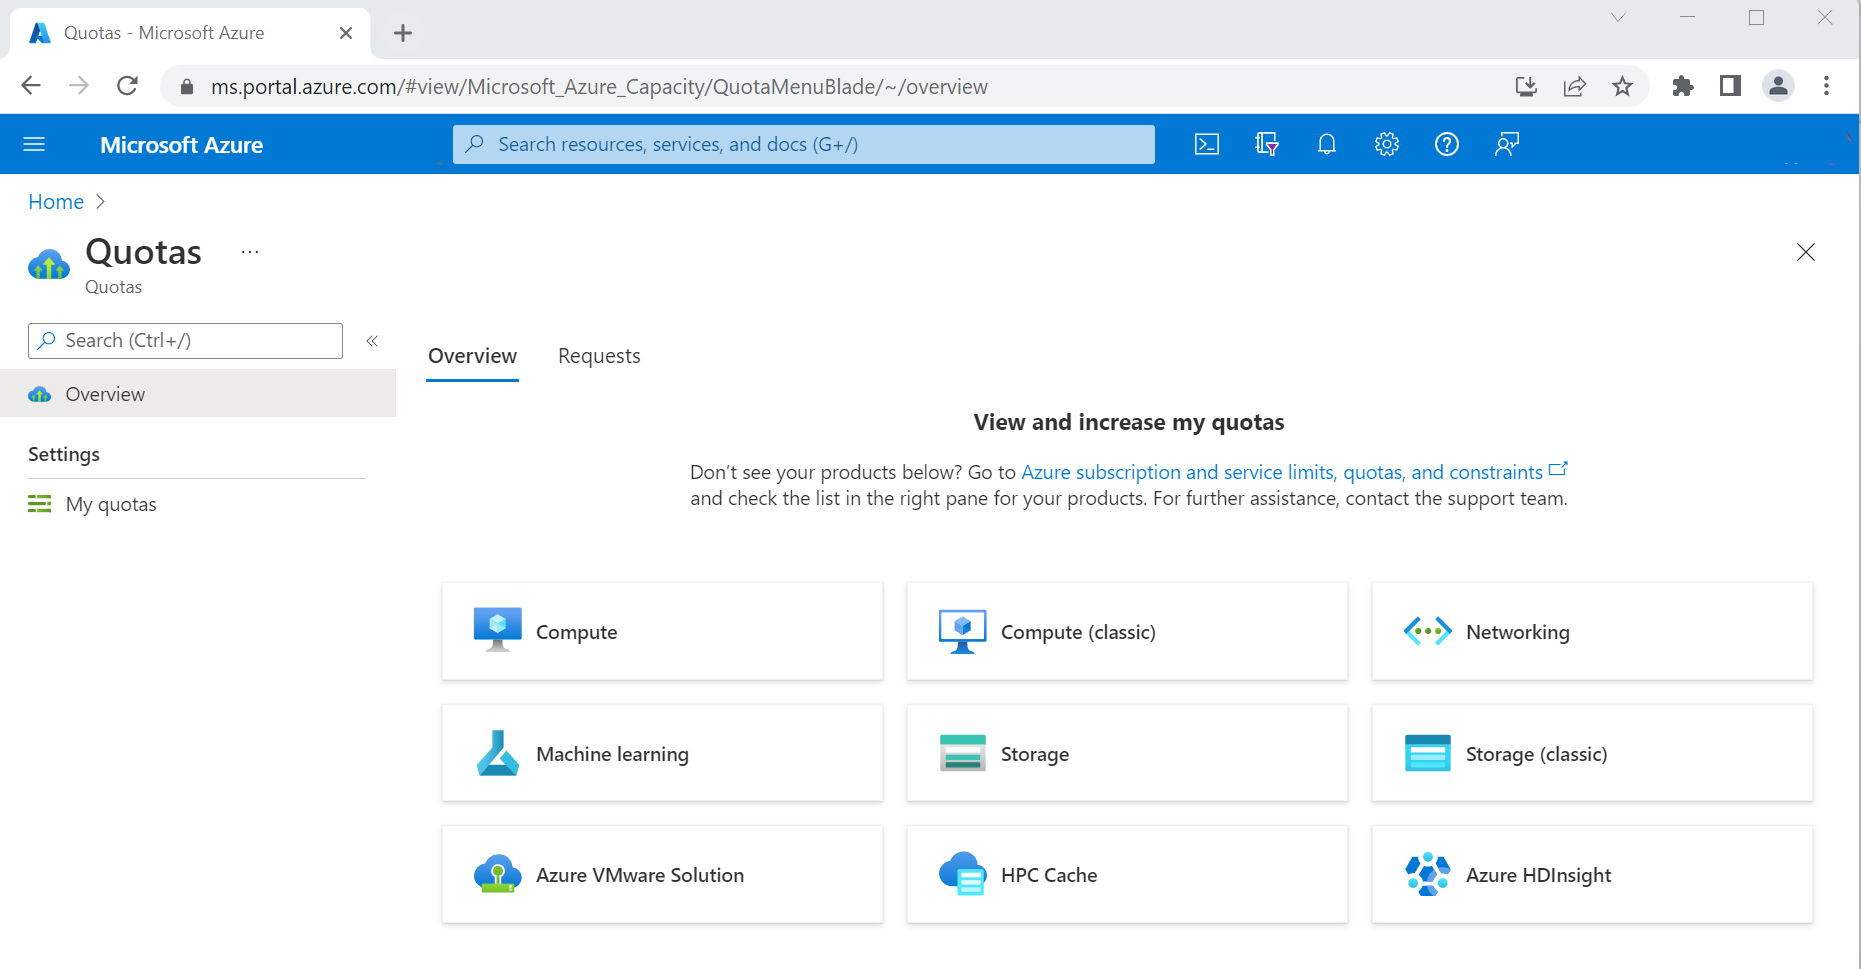 Quotas - Microsoft Azure
ms.portal.azure.com/#view/Microsoft_Azure_Capacity/QuotaMenuBlade/~/overview
Microsoft Azure
Search resources, services, and docs (G+/)
Home
Quotas
Quotas
Search (Ctrl+/)
Overview
Settings
My quotas
Overview
Requests
View and increase my quotas
Don’t see your products below? Go to Azure subscription and service limits, quotas, and constraints
and check the list in the right pane for your products. For further assistance, contact the support team.
Compute
Compute (classic)
Networking
Machine learning
Storage
Storage (classic)
Azure VMware Solution
HPC Cache
Azure HDInsight